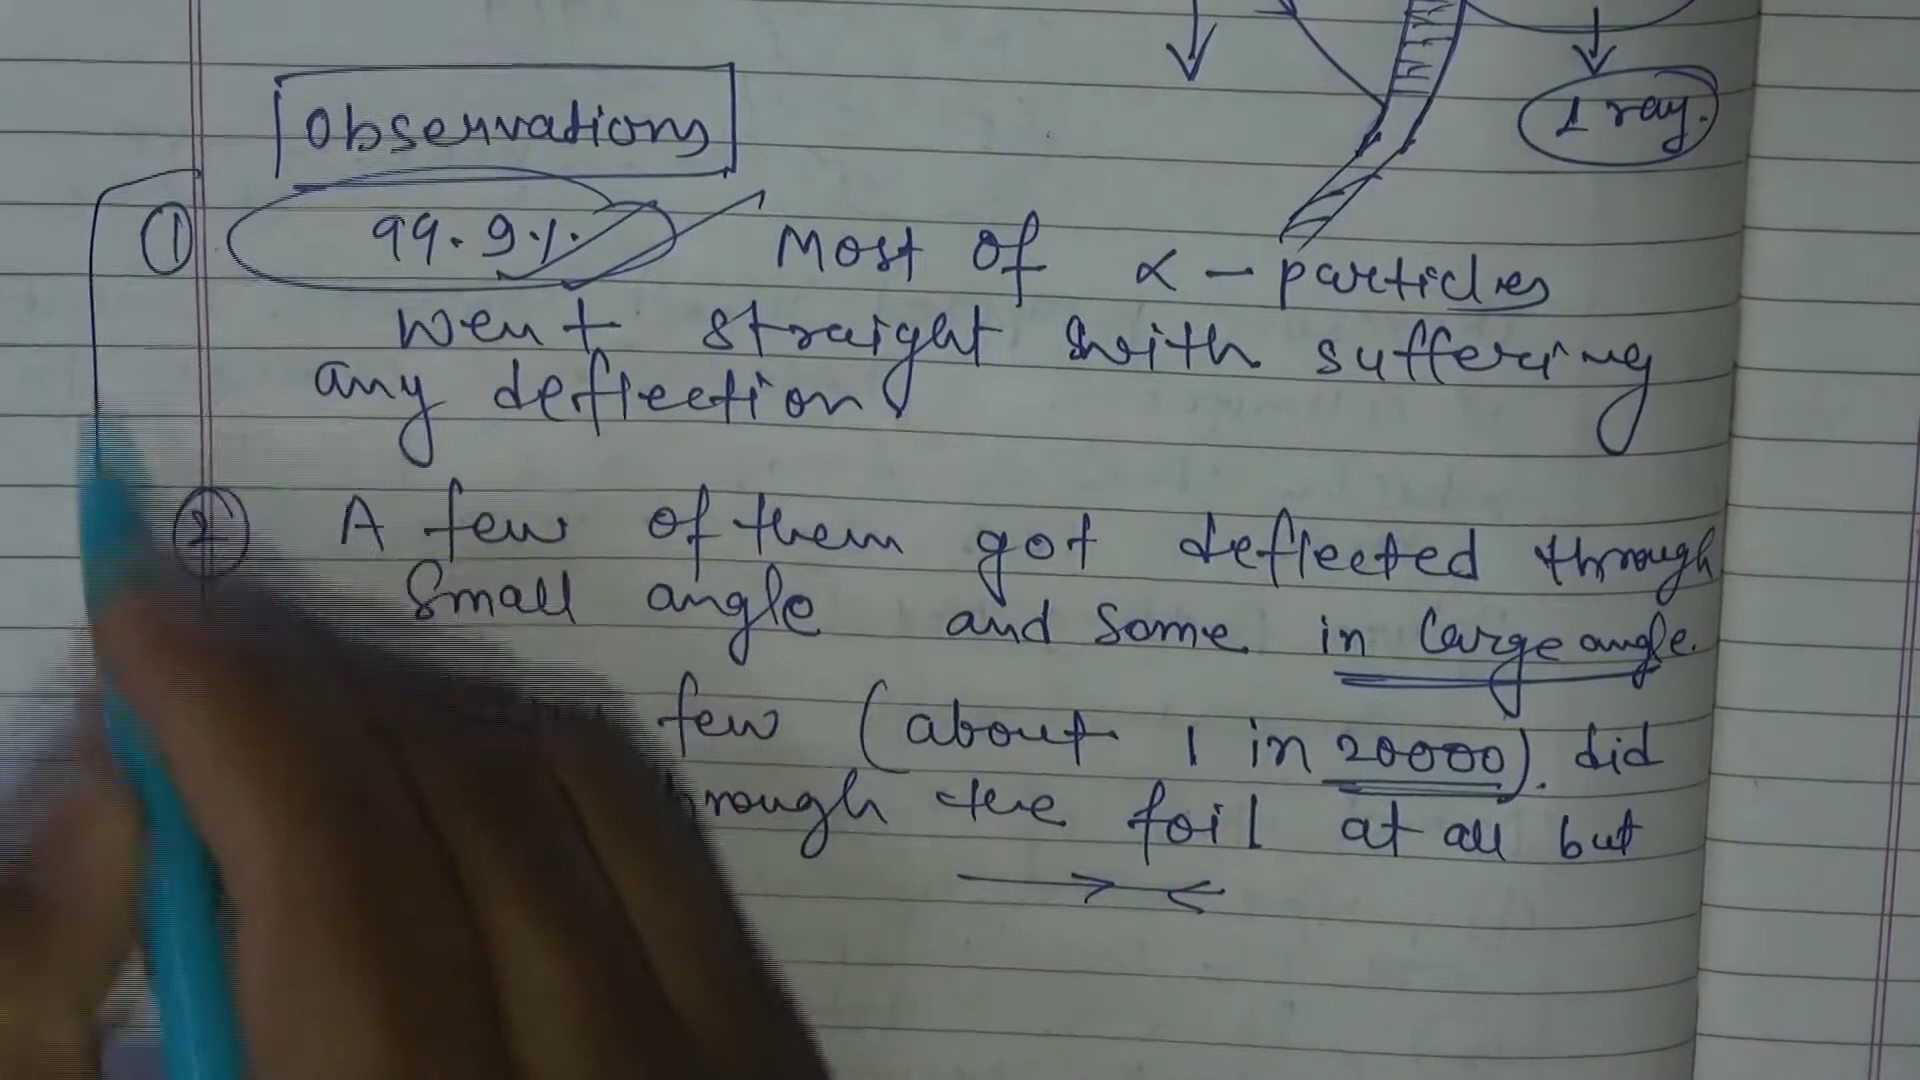 1 ray.
Observations
① 99.9% Most of α-particles
went straight with suffering
any deflection
② A few of them got deflected through
small angle and some in large angle.
few (about 1 in 20000). did
rough the foil at all but